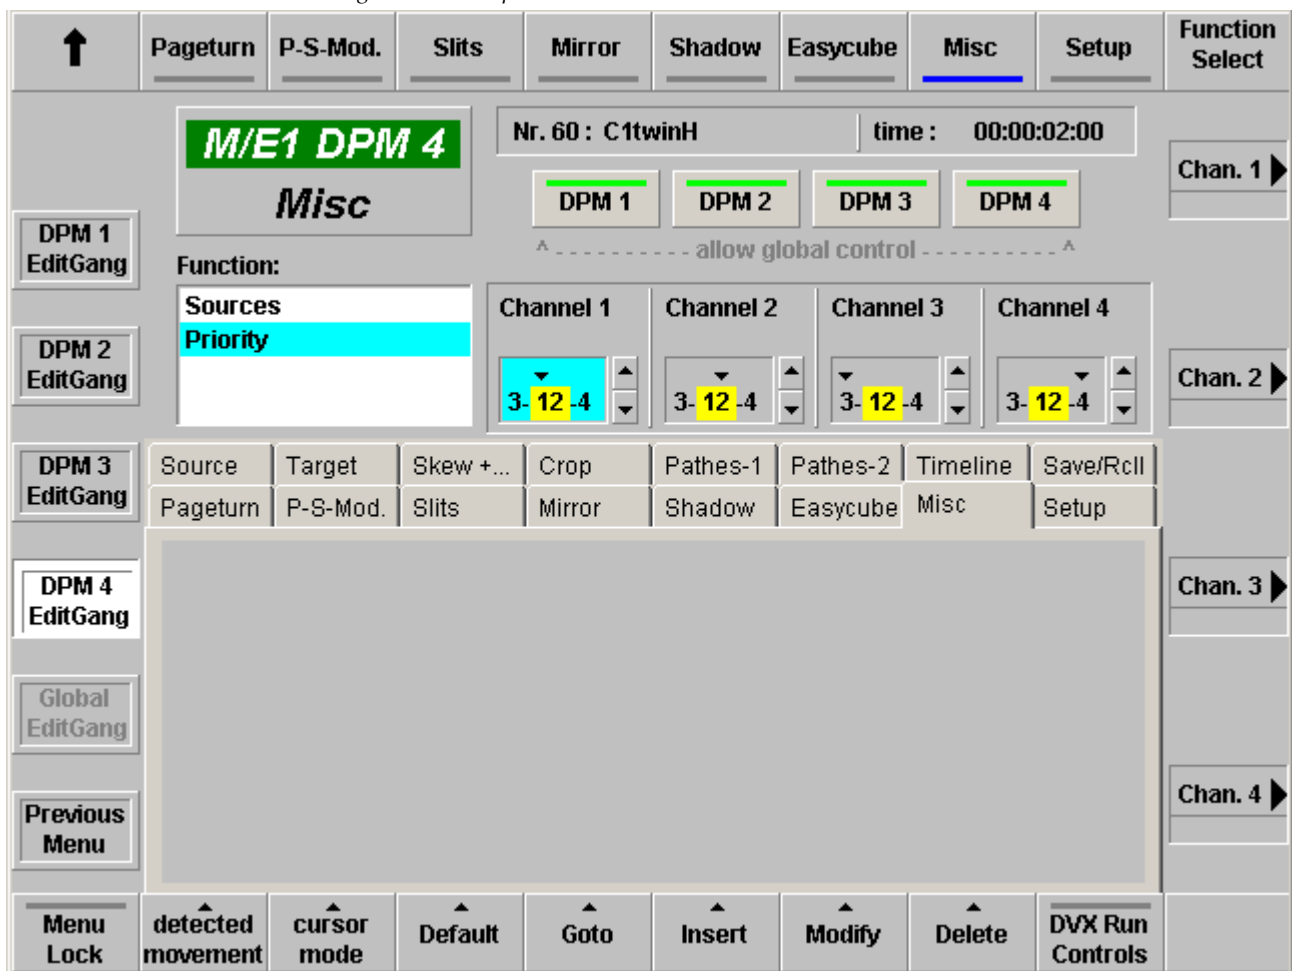 Pageturn P-S-Mod. Slits Mirror Shadow Easycube Misc Setup Function Select
M/E1 DPM 4
Misc
Nr. 60 : C1twinH time : 00:00:02:00
DPM 1 DPM 2 DPM 3 DPM 4
^ - - - - - - - - - - allow global control - - - - - - - - - - ^
Chan. 1
DPM 1
EditGang
Function:
Sources
Priority
Channel 1 Channel 2 Channel 3 Channel 4
3- 12 -4 3- 12 -4 3- 12 -4 3- 12 -4
DPM 2
EditGang
Chan. 2
DPM 3
EditGang
Source Target Skew +... Crop Pathes-1 Pathes-2 Timeline Save/Rcll
Pageturn P-S-Mod. Slits Mirror Shadow Easycube Misc Setup
DPM 4
EditGang
Chan. 3
Global
EditGang
Previous
Menu
Chan. 4
Menu
Lock
detected
movement
cursor
mode
Default
Goto
Insert
Modify
Delete
DVX Run
Controls